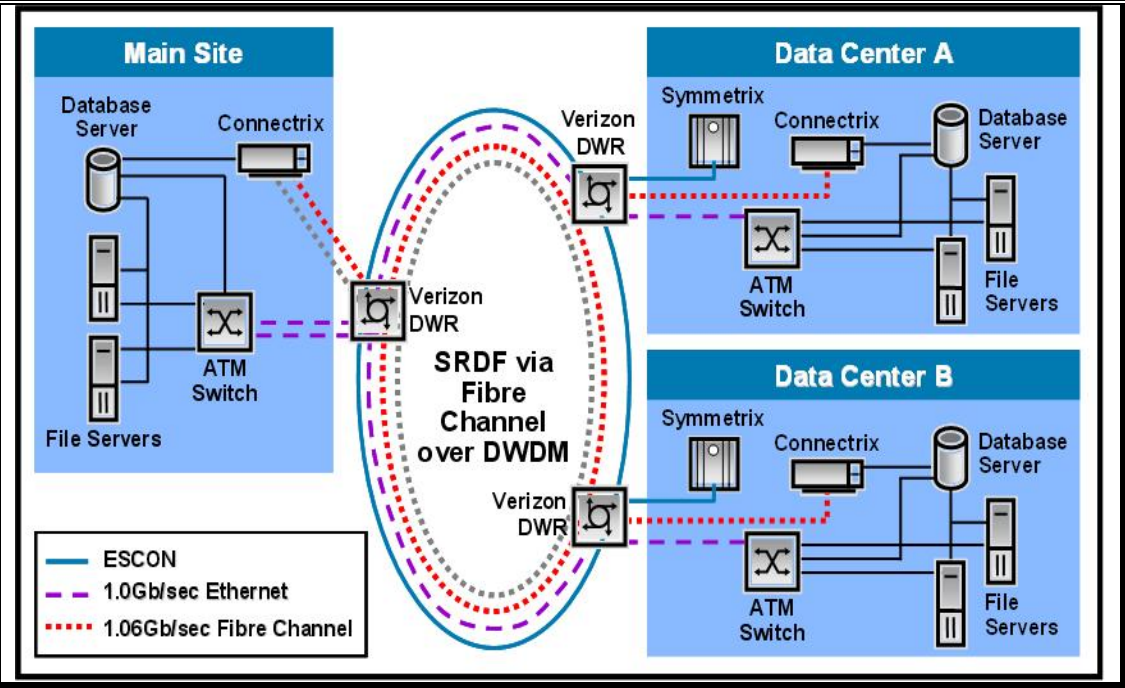 Main Site
Database
Server
Connectrix
ATM
Switch
File Servers
Verizon
DWR
SRDF via
Fibre
Channel
over DWDM
Verizon
DWR
Verizon
DWR
Data Center A
Symmetrix
Connectrix
Database
Server
ATM
Switch
File
Servers
Data Center B
Symmetrix
Connectrix
Database
Server
ATM
Switch
File
Servers
ESCON
1.0Gb/sec Ethernet
1.06Gb/sec Fibre Channel